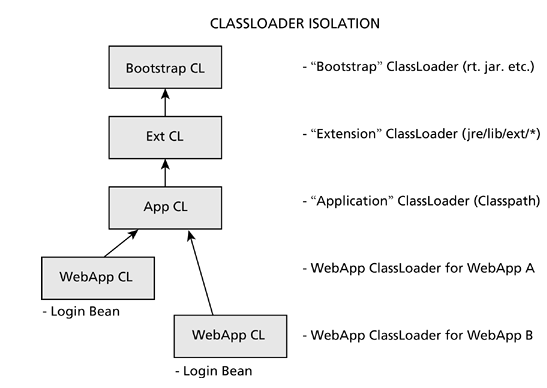 CLASSLOADER ISOLATION
Bootstrap CL
- “Bootstrap” ClassLoader (rt. jar. etc.)
Ext CL
- “Extension” ClassLoader (jre/lib/ext/*)
App CL
- “Application” ClassLoader (Classpath)
WebApp CL
- WebApp ClassLoader for WebApp A
- Login Bean
WebApp CL
- WebApp ClassLoader for WebApp B
- Login Bean